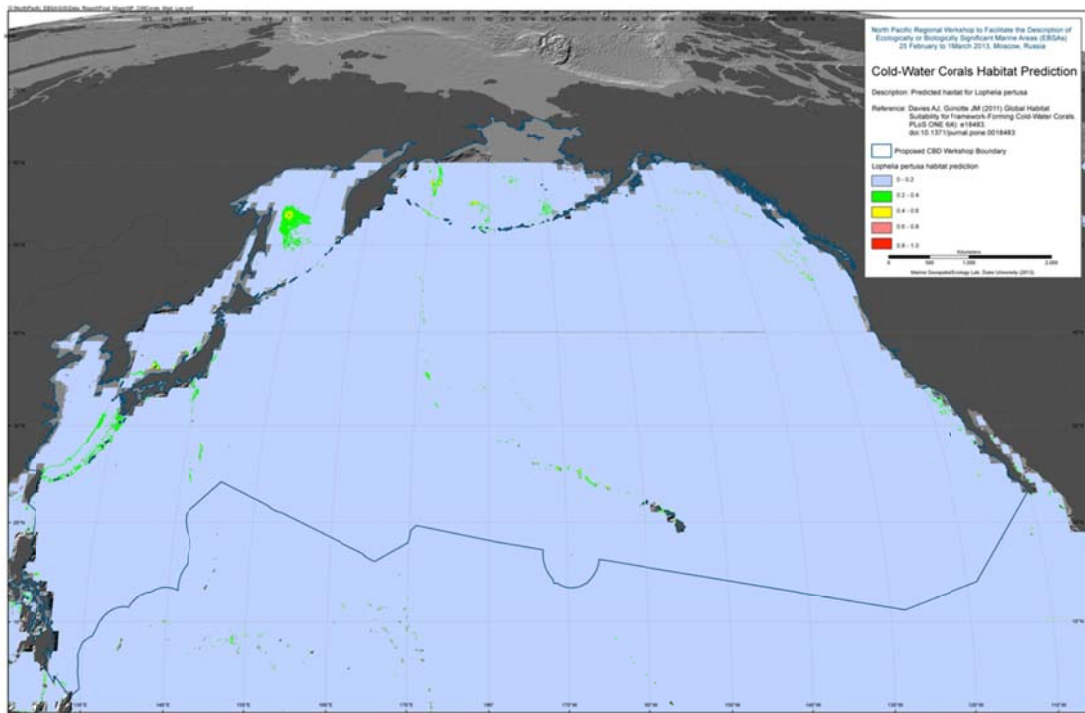 North Pacific Regional Workshop to Facilitate the Description of
Ecologically or Biologically Significant Marine Areas (EBSAs)
25 February to 1March 2013, Moscow, Russia
Cold-Water Corals Habitat Prediction
Description: Predicted haitat for Lophelia pertusa
Reference: Davies AJ, Guinotte JM (2011) Global Habitat
Suitability for Framework-Forming Cold-Water Corals.
PLoS ONE 6(4): e18483.
doi:10.1371/journal.pone.0018483
Proposed CBD Workshop Boundary
Lophelia pertusa habitat prediction
0 - 0.2
0.2 - 0.4
0.4 - 0.6
0.6 - 0.8
0.8 - 1.0
Kilometers
0 500 1,000 2,000
Marine Geospatial Ecology Lab, Duke University (2013)